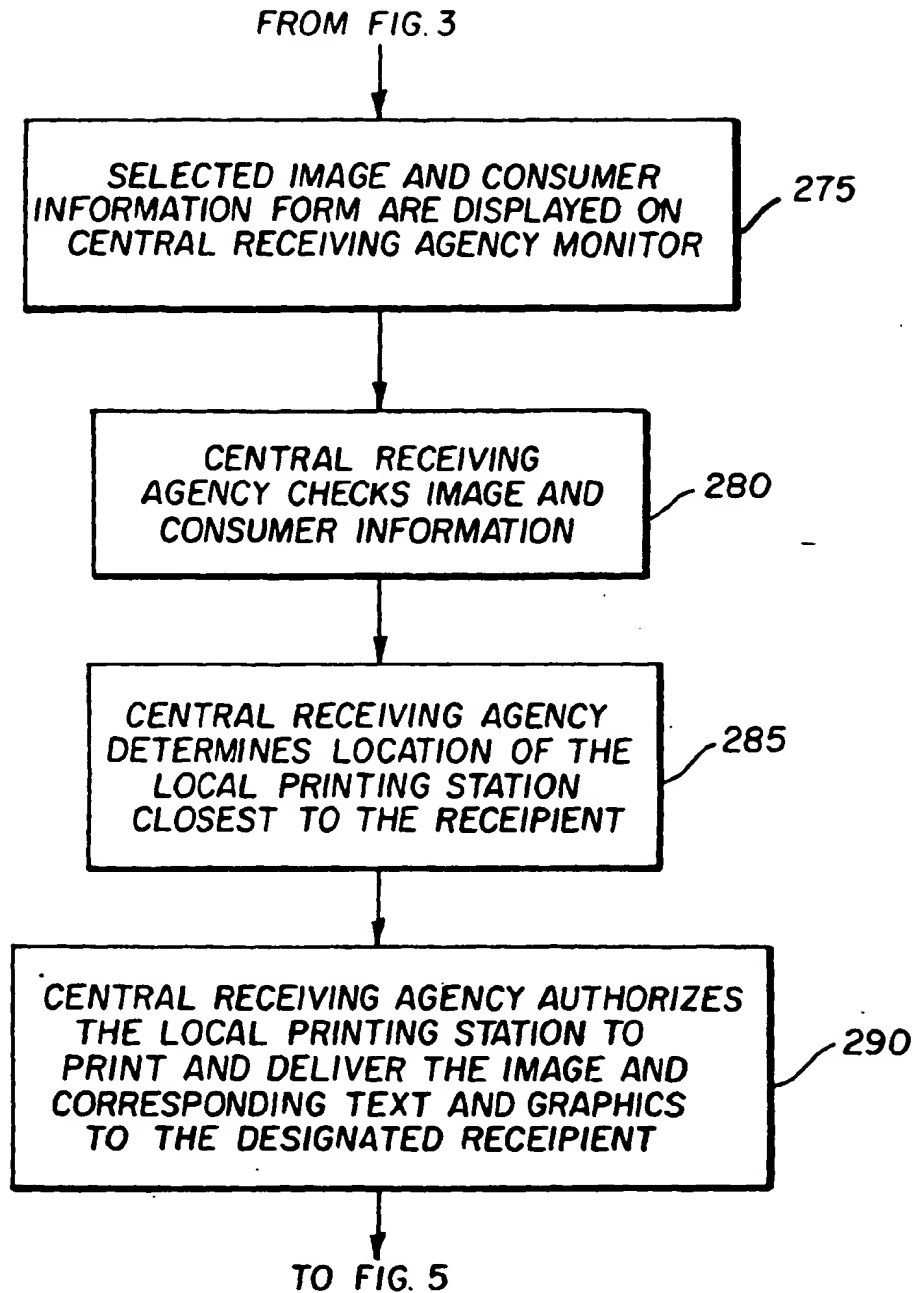 FROM FIG. 3
SELECTED IMAGE AND CONSUMER
INFORMATION FORM ARE DISPLAYED ON
CENTRAL RECEIVING AGENCY MONITOR
275
CENTRAL RECEIVING
AGENCY CHECKS IMAGE AND
CONSUMER INFORMATION
280
CENTRAL RECEIVING AGENCY
DETERMINES LOCATION OF THE
LOCAL PRINTING STATION
CLOSEST TO THE RECEIPIENT
285
CENTRAL RECEIVING AGENCY AUTHORIZES
THE LOCAL PRINTING STATION TO
PRINT AND DELIVER THE IMAGE AND
CORRESPONDING TEXT AND GRAPHICS
TO THE DESIGNATED RECEIPIENT
290
TO FIG. 5